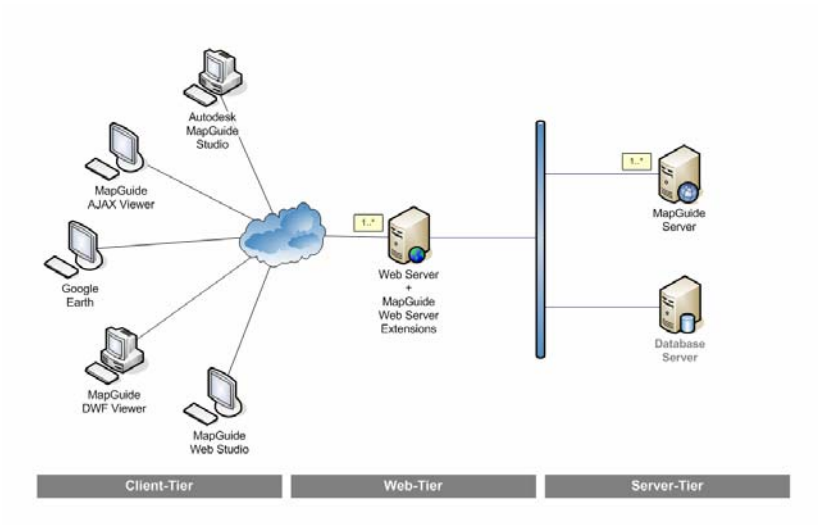 Autodesk
MapGuide
Studio
MapGuide
AJAX Viewer
Google
Earth
MapGuide
DWF Viewer
MapGuide
Web Studio
1..*
Web Server
+
MapGuide
Web Server
Extensions
1..*
MapGuide
Server
Database
Server
Client-Tier
Web-Tier
Server-Tier